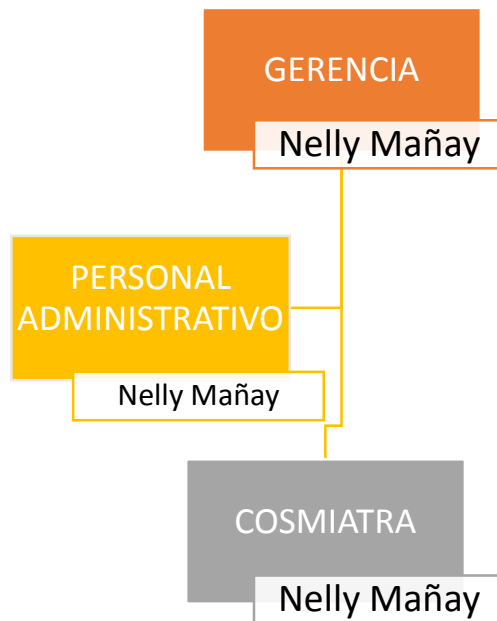 GERENCIA
Nelly Mañay
PERSONAL
ADMINISTRATIVO
Nelly Mañay
COSMIATRA
Nelly Mañay